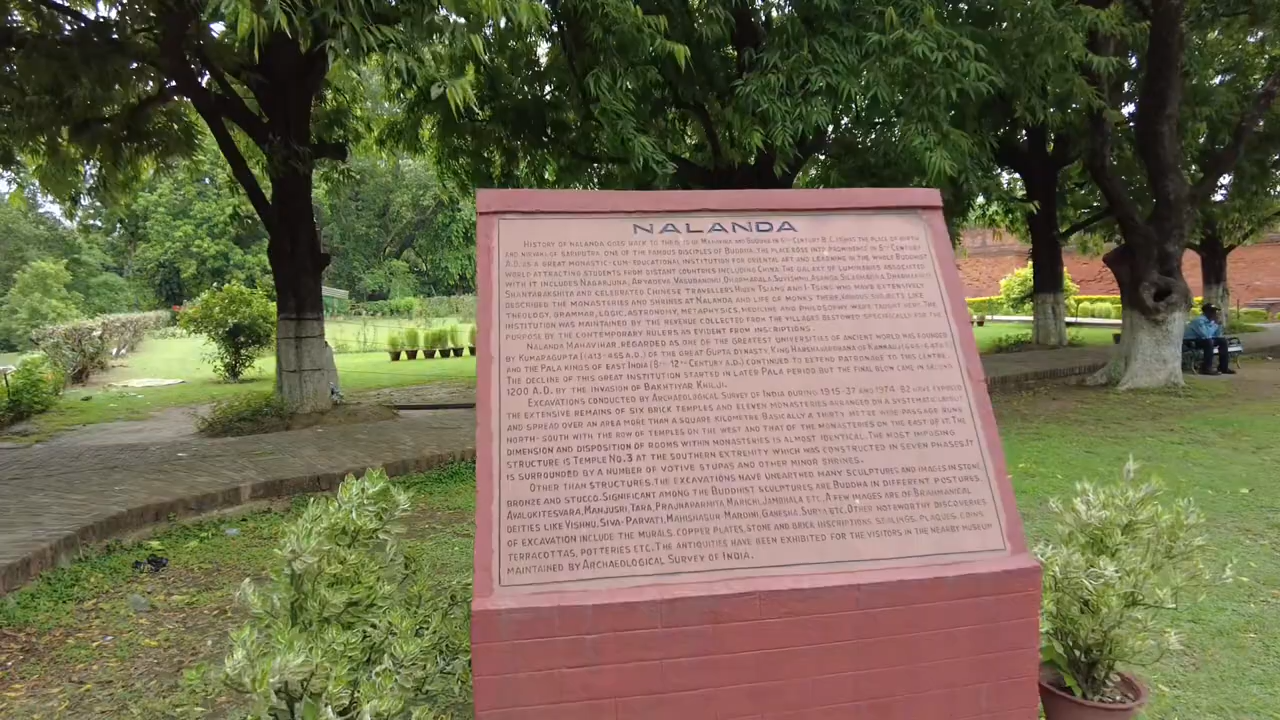 NALANDA
HISTORY OF NALANDA GOES BACK TO THE DAYS OF MAHAVIRA AND BUDDHA IN 6TH CENTURY B.C. IT WAS THE PLACE OF BIRTH
AND NIRVANA OF SARIPUTRA, ONE OF THE FAMOUS DISCIPLES OF BUDDHA. THE PLACE ROSE INTO PROMINENCE IN 5TH CENTURY
A.D. AS A GREAT MONASTIC-CUM-EDUCATIONAL INSTITUTION FOR ORIENTAL ART AND LEARNING IN THE WHOLE BUDDHIST
WORLD ATTRACTING STUDENTS FROM DISTANT COUNTRIES INCLUDING CHINA. THE GALAXY OF LUMINARIES ASSOCIATED
WITH IT INCLUDES NAGARJUNA, ARYADEVA, VASUBANDHU, DHARMAPALA, SUVISHNU, ASANGA, SILABHADRA, DHARMAKIRTI,
SHANTARAKSHITA AND CELEBRATED CHINESE TRAVELLERS HIUEN TSIANG AND I-TSING WHO HAVE EXTENSIVELY
DESCRIBED THE MONASTERIES AND SHRINES AT NALANDA AND LIFE OF MONKS THERE. VARIOUS SUBJECTS LIKE
THEOLOGY, GRAMMAR, LOGIC, ASTRONOMY, METAPHYSICS, MEDICINE AND PHILOSOPHY WERE TAUGHT HERE. THE
INSTITUTION WAS MAINTAINED BY THE REVENUE COLLECTED FROM THE VILLAGES BESTOWED SPECIFICALLY FOR THE
PURPOSE BY THE CONTEMPORARY RULERS AS EVIDENT FROM INSCRIPTIONS.
NALANDA MAHAVIHAR, REGARDED AS ONE OF THE GREATEST UNIVERSITIES OF ANCIENT WORLD WAS FOUNDED
BY KUMARAGUPTA I (413-455 A.D.) OF THE GREAT GUPTA DYNASTY. KING HARSHAVARDHANA OF KANNAUJ (606-647 A.D.)
AND THE PALA KINGS OF EAST INDIA (8TH-12TH CENTURY A.D.) CONTINUED TO EXTEND PATRONAGE TO THIS CENTRE.
THE DECLINE OF THIS GREAT INSTITUTION STARTED IN LATER PALA PERIOD BUT THE FINAL BLOW CAME IN
1200 A.D. BY THE INVASION OF BAKHTIYAR KHILJI.
EXCAVATIONS CONDUCTED BY ARCHAEOLOGICAL SURVEY OF INDIA DURING 1915-37 AND 1974-82 HAVE EXPOSED
THE EXTENSIVE REMAINS OF SIX BRICK TEMPLES AND ELEVEN MONASTERIES ARRANGED ON A SYSTEMATIC LAYOUT
AND SPREAD OVER AN AREA MORE THAN A SQUARE KILOMETRE. BASICALLY A THIRTY METRE WIDE PASSAGE RUNS
NORTH-SOUTH WITH THE ROW OF TEMPLES ON THE WEST AND THAT OF THE MONASTERIES ON THE EAST OF IT. THE
DIMENSION AND DISPOSITION OF ROOMS WITHIN MONASTERIES IS ALMOST IDENTICAL. THE MOST IMPOSING
STRUCTURE IS TEMPLE NO.3 AT THE SOUTHERN EXTREMITY WHICH WAS CONSTRUCTED IN SEVEN PHASES. IT
IS SURROUNDED BY A NUMBER OF VOTIVE STUPAS AND OTHER MINOR SHRINES.
OTHER THAN STRUCTURES, THE EXCAVATIONS HAVE UNEARTHED MANY SCULPTURES AND IMAGES IN STONE,
BRONZE AND STUCCO. SIGNIFICANT AMONG THE BUDDHIST SCULPTURES ARE BUDDHA IN DIFFERENT POSTURES,
AVALOKITESVARA, MANJUSRI, TARA, PRAJNAPARMITA, MARICHI, JAMBHALA ETC. A FEW IMAGES ARE OF BRAHMANICAL
DEITIES LIKE VISHNU, SIVA-PARVATI, MAHISHASUR-MARDINI, GANESHA, SURYA ETC. OTHER NOTEWORTHY DISCOVERIES
OF EXCAVATION INCLUDE THE MURALS, COPPER PLATES, STONE AND BRICK INSCRIPTIONS, SEALINGS, PLAQUES, COINS,
TERRACOTTAS, POTTERIES ETC. THE ANTIQUITIES HAVE BEEN EXHIBITED FOR THE VISITORS IN THE NEARBY MUSEUM
MAINTAINED BY ARCHAEOLOGICAL SURVEY OF INDIA.